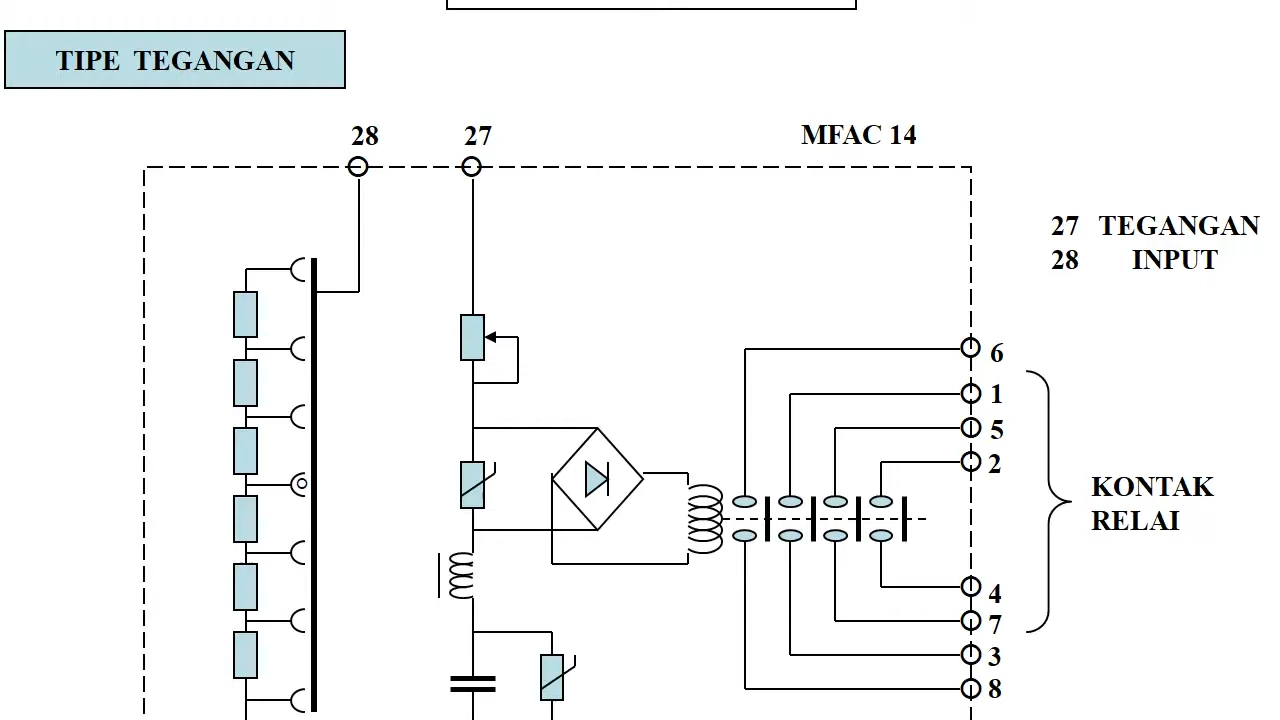 TIPE TEGANGAN
28
27
MFAC 14
27 TEGANGAN
28 INPUT
6
1
5
2
KONTAK
RELAI
4
7
3
8